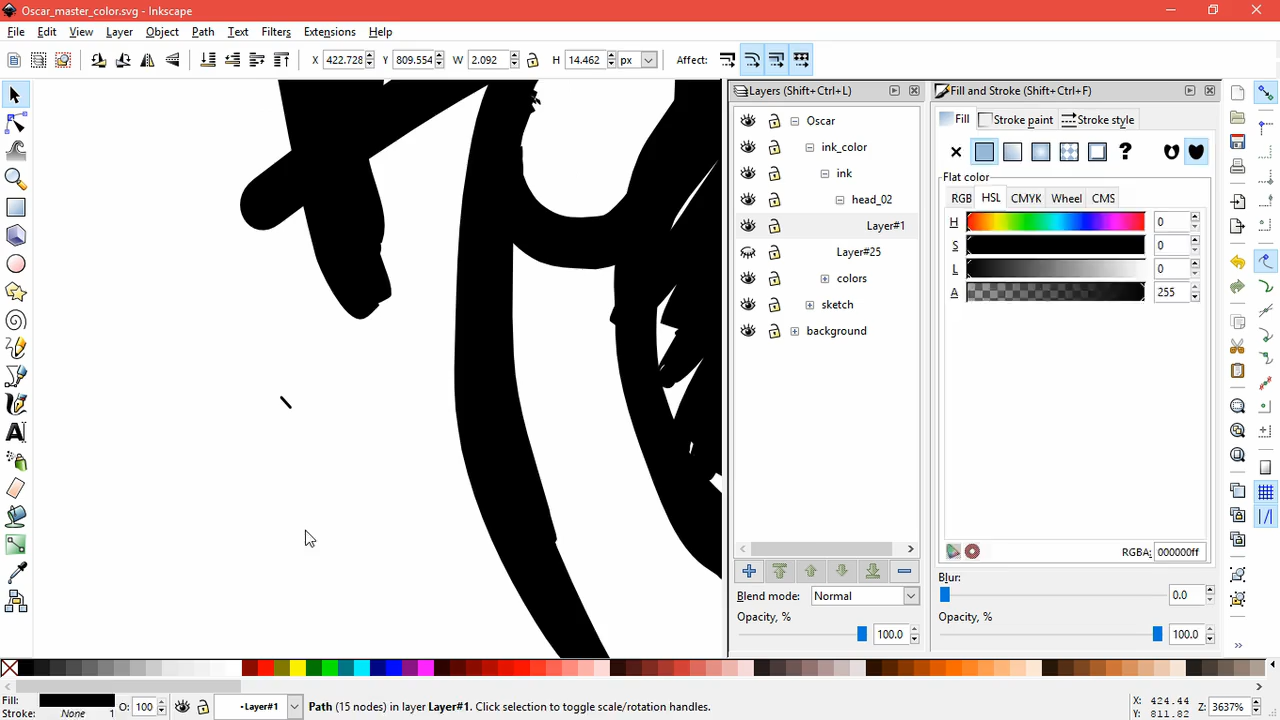 Oscar_master_color.svg - Inkscape
File Edit View Layer Object Path Filters Text Extensions Help
X 422.728 Y 809.554 W 2.092 H 14.462 px Affect:
Layers (Shift+Ctrl+L)
Oscar
ink_color
ink
head_02
Layer#1
Layer#25
colors
sketch
background
Blend mode: Normal
Opacity, %
100.0
Fill and Stroke (Shift+Ctrl+F)
Fill Stroke paint Stroke style
?
Flat color
RGB HSL CMYK Wheel CMS
H 0
S 0
L 0
A 255
RGBA: 000000ff
Blur:
0.0
Opacity, %
100.0
Fill:
Stroke: None 1
O: 100
•Layer#1
Path (15 nodes) in layer Layer#1. Click selection to toggle scale/rotation handles.
X: 424.44
Y: 811.82
Z: 3637%